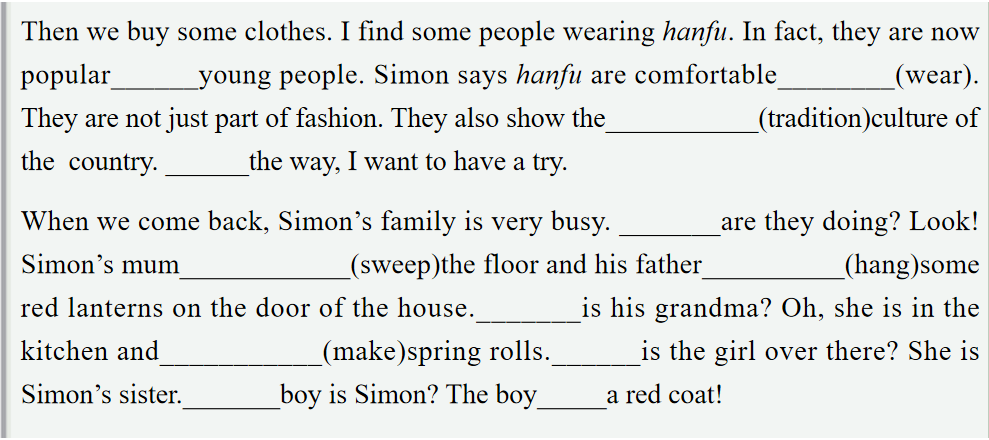 Then we buy some clothes. I find some people wearing hanfu. In fact, they are now
popular______young people. Simon says hanfu are comfortable________(wear).
They are not just part of fashion. They also show the___________(tradition)culture of
the country. ______the way, I want to have a try.
When we come back, Simon’s family is very busy. _______are they doing? Look!
Simon’s mum____________(sweep)the floor and his father__________(hang)some
red lanterns on the door of the house._______is his grandma? Oh, she is in the
kitchen and___________(make)spring rolls.______is the girl over there? She is
Simon’s sister._______boy is Simon? The boy_____a red coat!